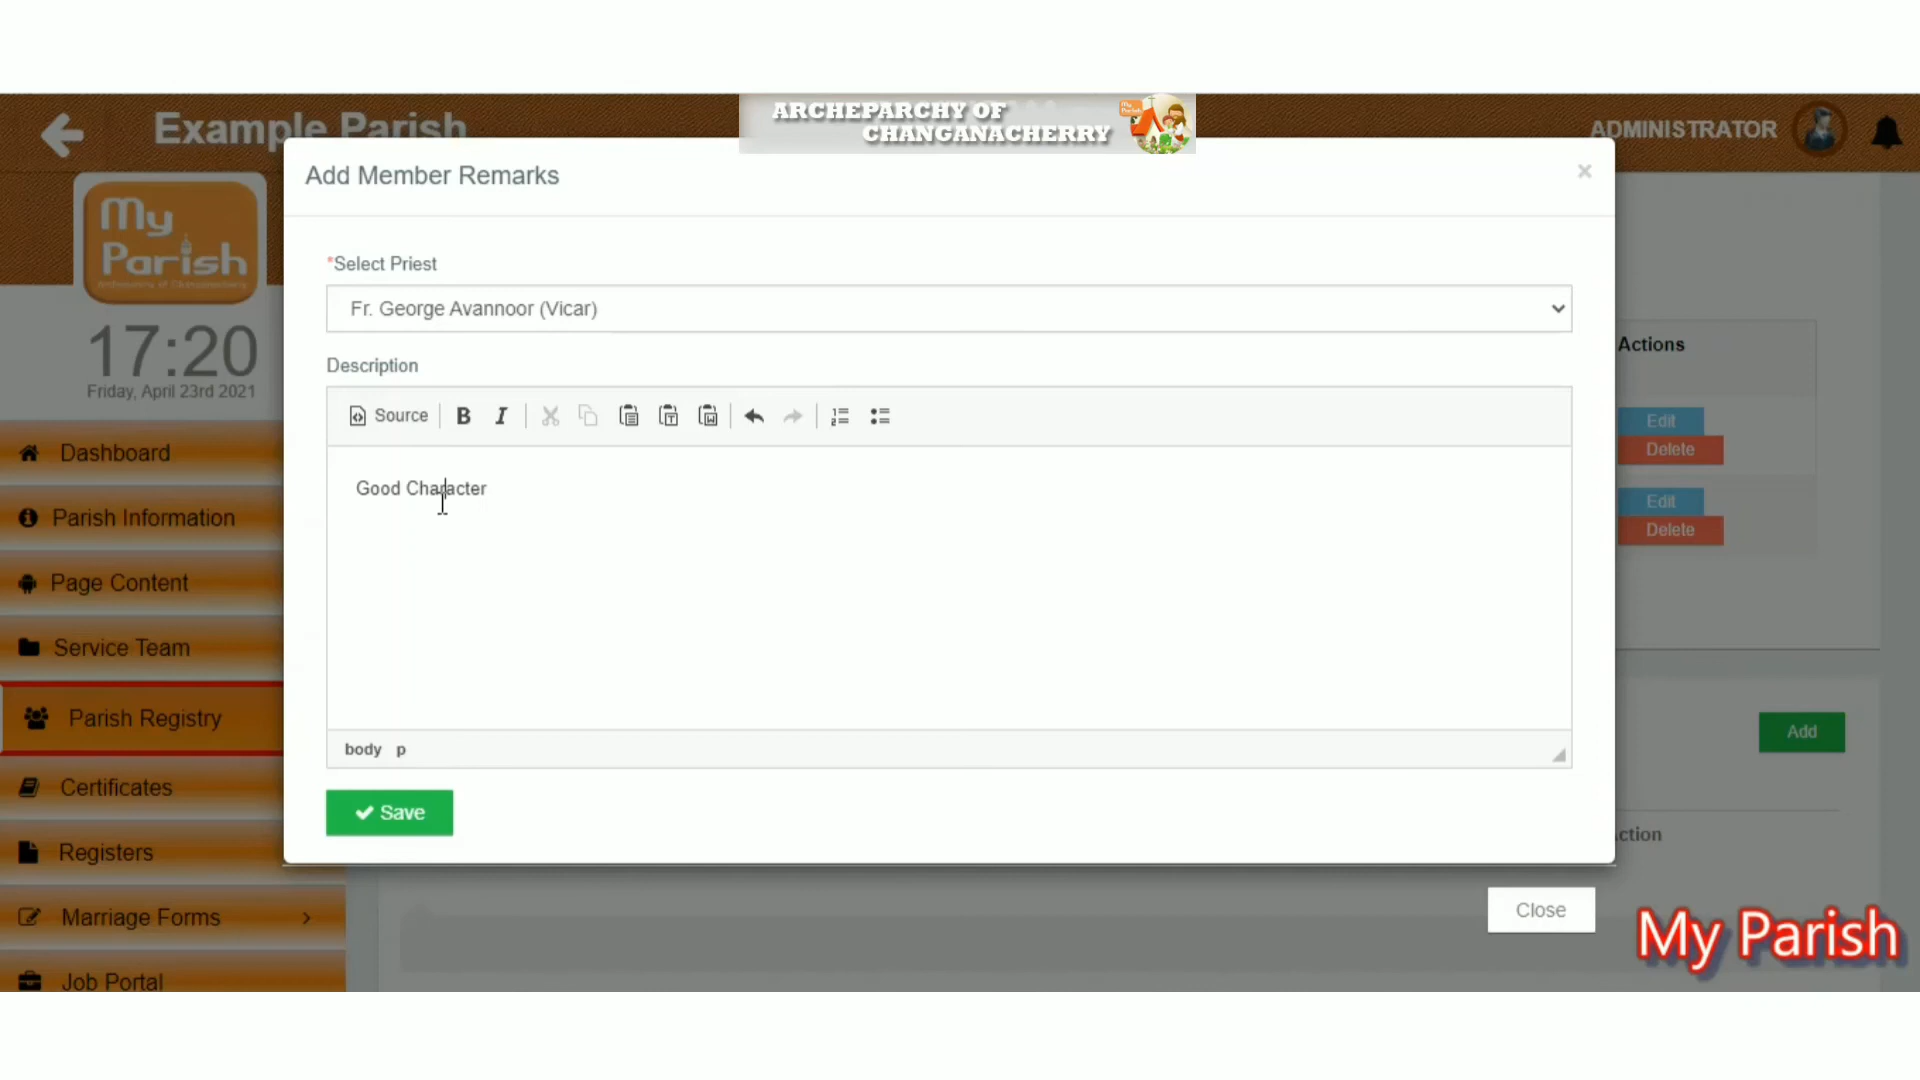 Example Parish
ARCHEPARCHY OF
CHANGANACHERRY
ADMINISTRATOR
My
Parish
17:20
Friday, April 23rd 2021
Dashboard
Parish Information
Page Content
Service Team
Parish Registry
Certificates
Registers
Marriage Forms
Job Portal
Add Member Remarks
×
*Select Priest
Fr. George Avannoor (Vicar)
Description
Source B I
Good Character
body p
Save
Close
Actions
Edit
Delete
Edit
Delete
Add
ction
My Parish